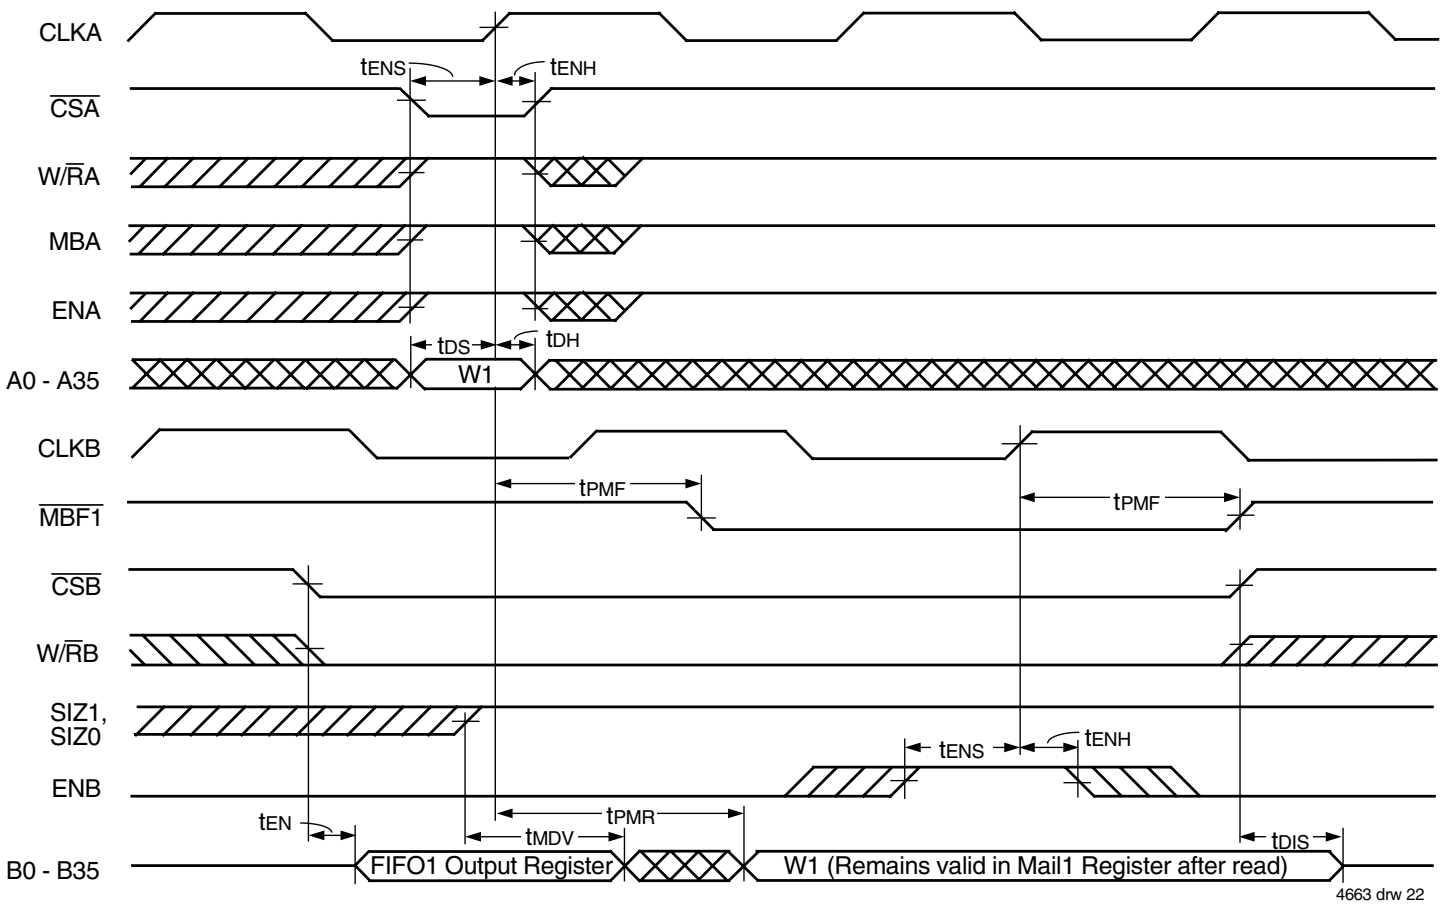 CLKA
tENS
tENH
CSA
W/RA
MBA
ENA
tDS
tDH
A0 - A35
W1
CLKB
tPMF
MBF1
tPMF
CSB
W/RB
SIZ1,
SIZ0
tENS
tENH
ENB
tEN
tPMR
tMDV
tDIS
B0 - B35
FIFO1 Output Register
W1 (Remains valid in Mail1 Register after read)
4663 drw 22